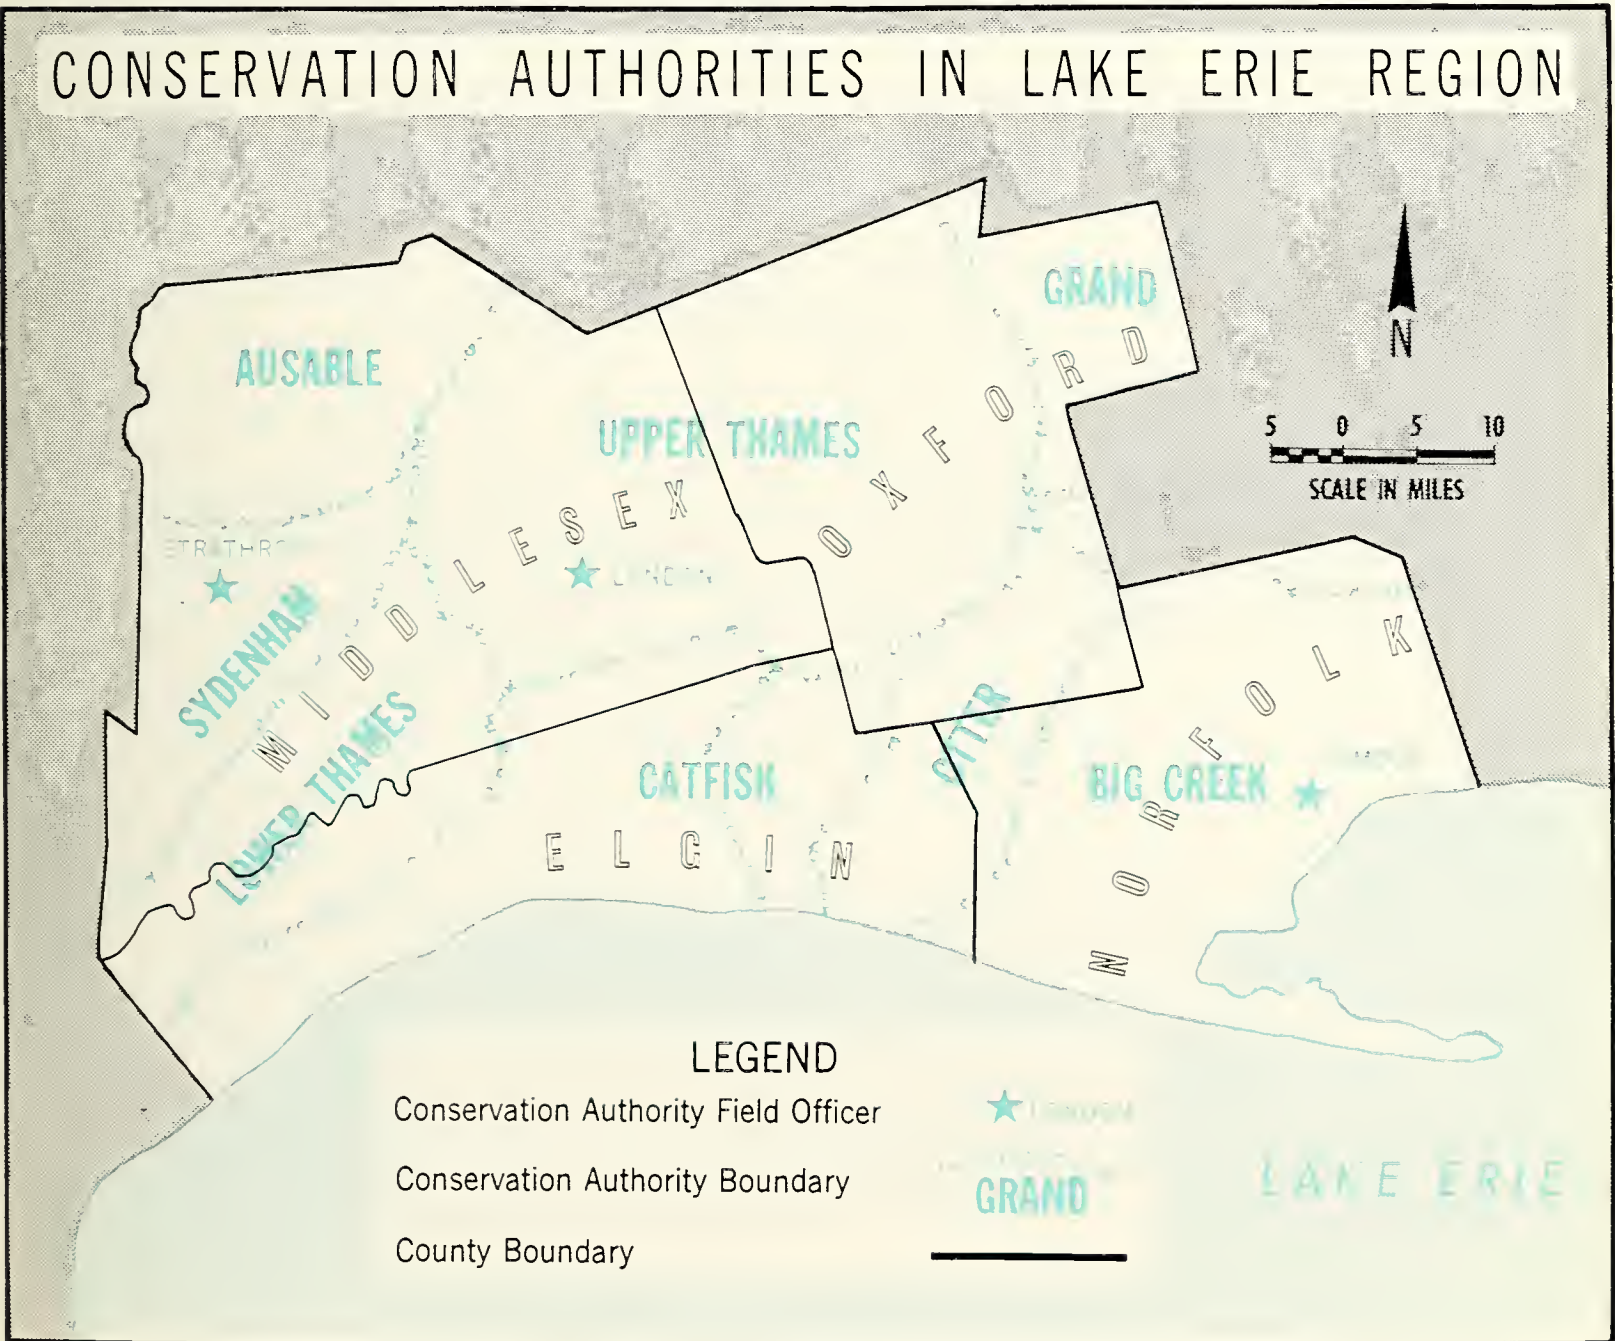 CONSERVATION AUTHORITIES IN LAKE ERIE REGION
GRAND
N
AUSABLE
UPPER THAMES
OXFORD
5 0 5 10
SCALE IN MILES
MIDDLESEX
LONDON
SYDENHAM
LOWER THAMES
OTTER
NORFOLK
CATFISH
BIG CREEK
ELGIN
LEGEND
Conservation Authority Field Officer
Conservation Authority Boundary
GRAND
County Boundary
LAKE ERIE